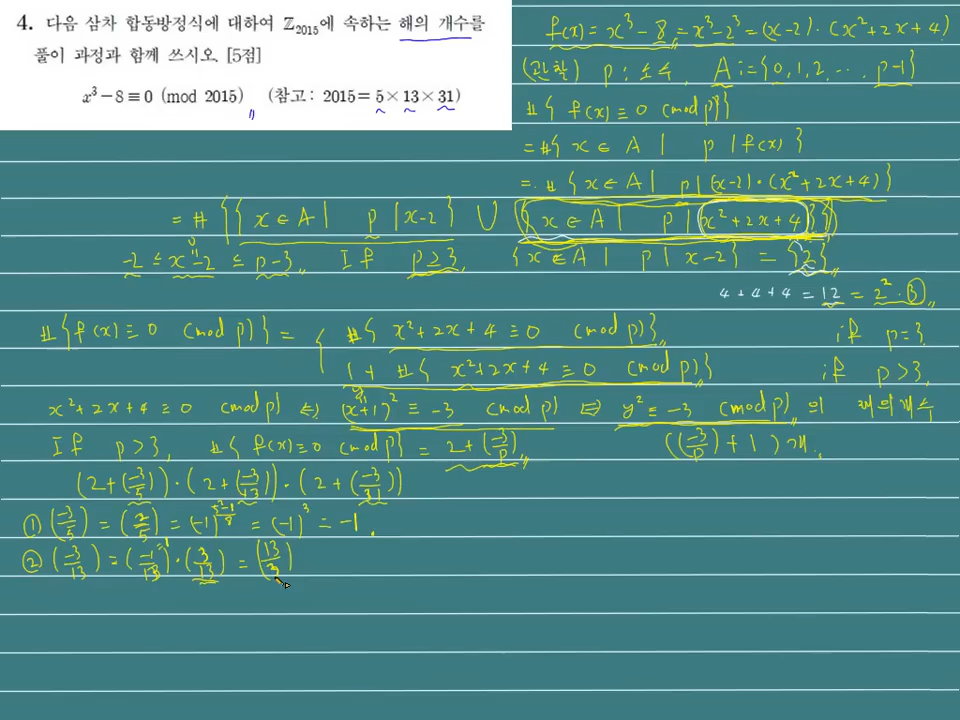 4. 다음 삼차 합동방정식에 대하여 ℤ₂₀₁₅에 속하는 해의 개수를
풀이 과정과 함께 쓰시오. [5점]
x³−8≡0 (mod 2015) (참고: 2015=5×13×31)
f(x)=x³−8=x³−2³=(x−2)·(x²+2x+4)
(관찰) p : 소수, A := {0, 1, 2, ..., p−1}
#{ f(x)≡0 (mod p) }
= #{ x∈A | p | f(x) }
= #{ x∈A | p | (x−2)·(x²+2x+4) }
= # { { x∈A | p | x−2 } ∪ { x∈A | p | x²+2x+4 } }
−2 ≤ x−2 ≤ p−3, If p≥3, { x∈A | p | x−2 } = {2}
4+4+4 = 12 = 2²·3
#{ f(x)≡0 (mod p) } = { #{ x²+2x+4≡0 (mod p) } if p=3,
1 + #{ x²+2x+4≡0 (mod p) } if p>3,
x²+2x+4≡0 (mod p) ⇔ (x+1)²≡−3 (mod p) ⇔ y²≡−3 (mod p) 의 해의 개수
If p>3, #{ f(x)≡0 (mod p) } = 2+(−3/p) ((−3/p)+1)개,
(2+(−3/5))·(2+(−3/13))·(2+(−3/31))
① (−3/5) = (2/5) = (−1)^{(5²−1)/8} = (−1)³ = −1.
② (−3/13) = (−1/13)·(3/13) = (13/3)